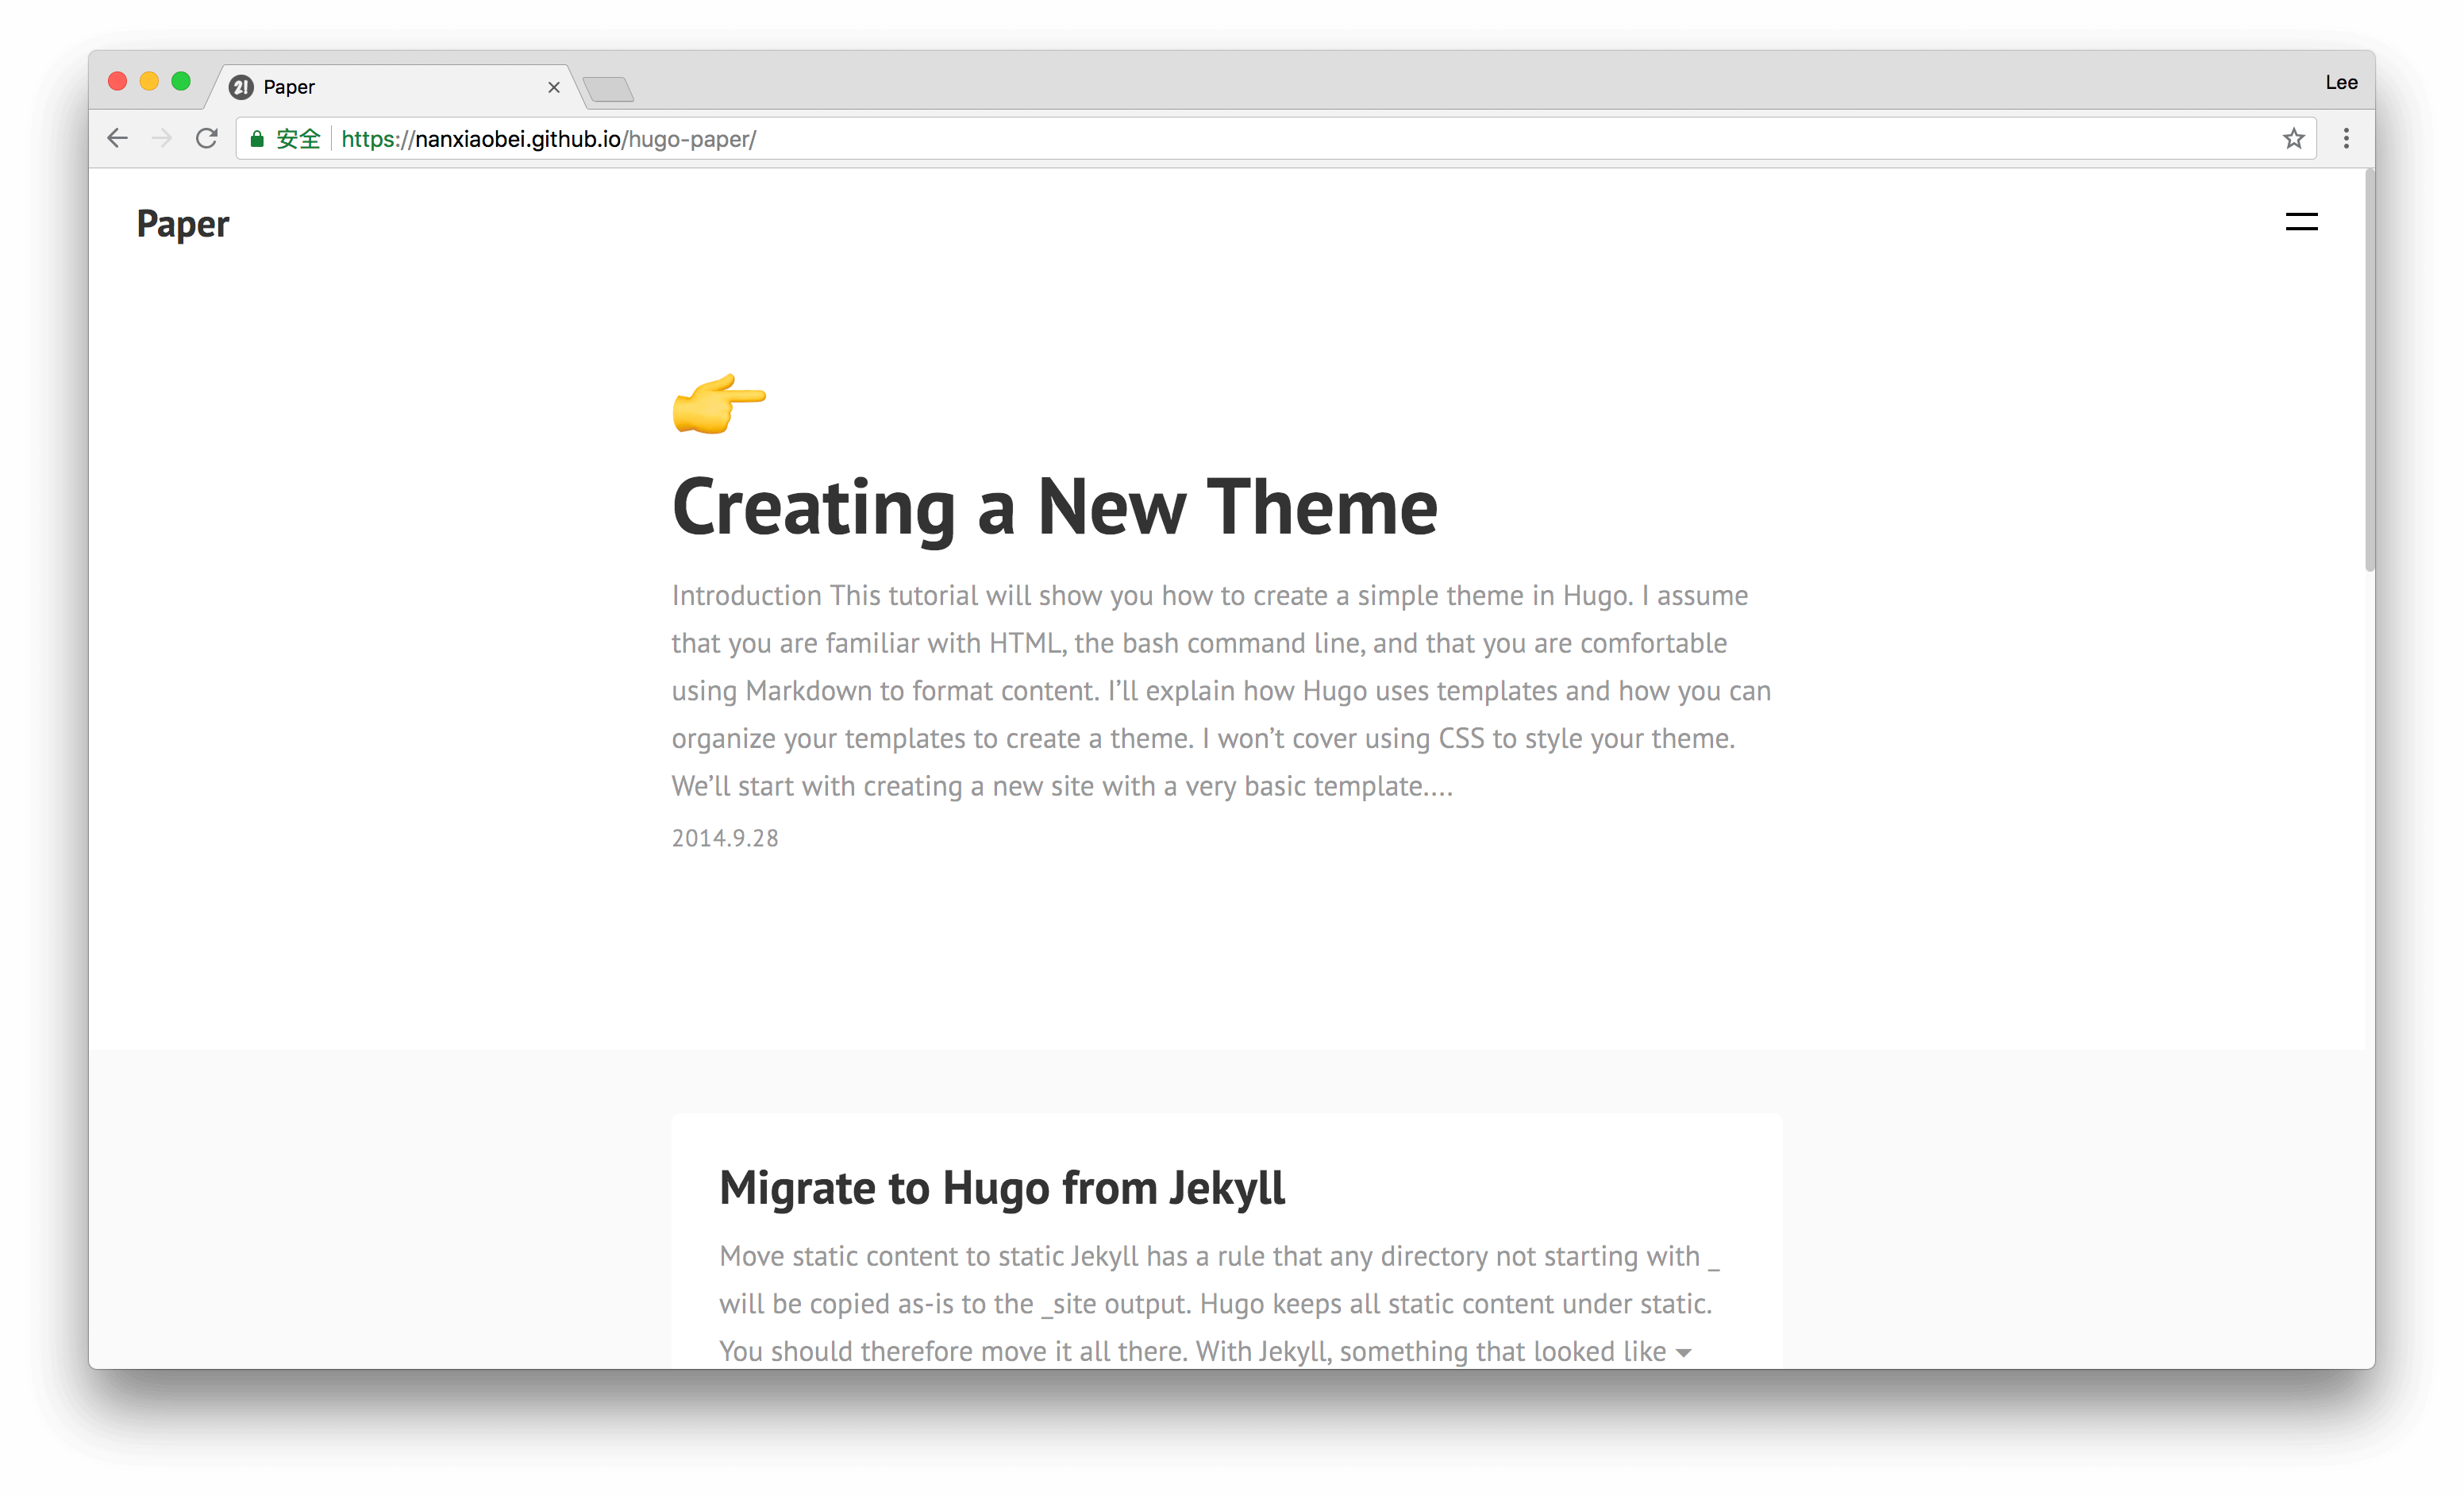 21 Paper
Lee
安全 https://nanxiaobei.github.io/hugo-paper/
Paper
Creating a New Theme
Introduction This tutorial will show you how to create a simple theme in Hugo. I assume
that you are familiar with HTML, the bash command line, and that you are comfortable
using Markdown to format content. I’ll explain how Hugo uses templates and how you can
organize your templates to create a theme. I won’t cover using CSS to style your theme.
We’ll start with creating a new site with a very basic template....
2014.9.28
Migrate to Hugo from Jekyll
Move static content to static Jekyll has a rule that any directory not starting with _
will be copied as-is to the _site output. Hugo keeps all static content under static.
You should therefore move it all there. With Jekyll, something that looked like ▾